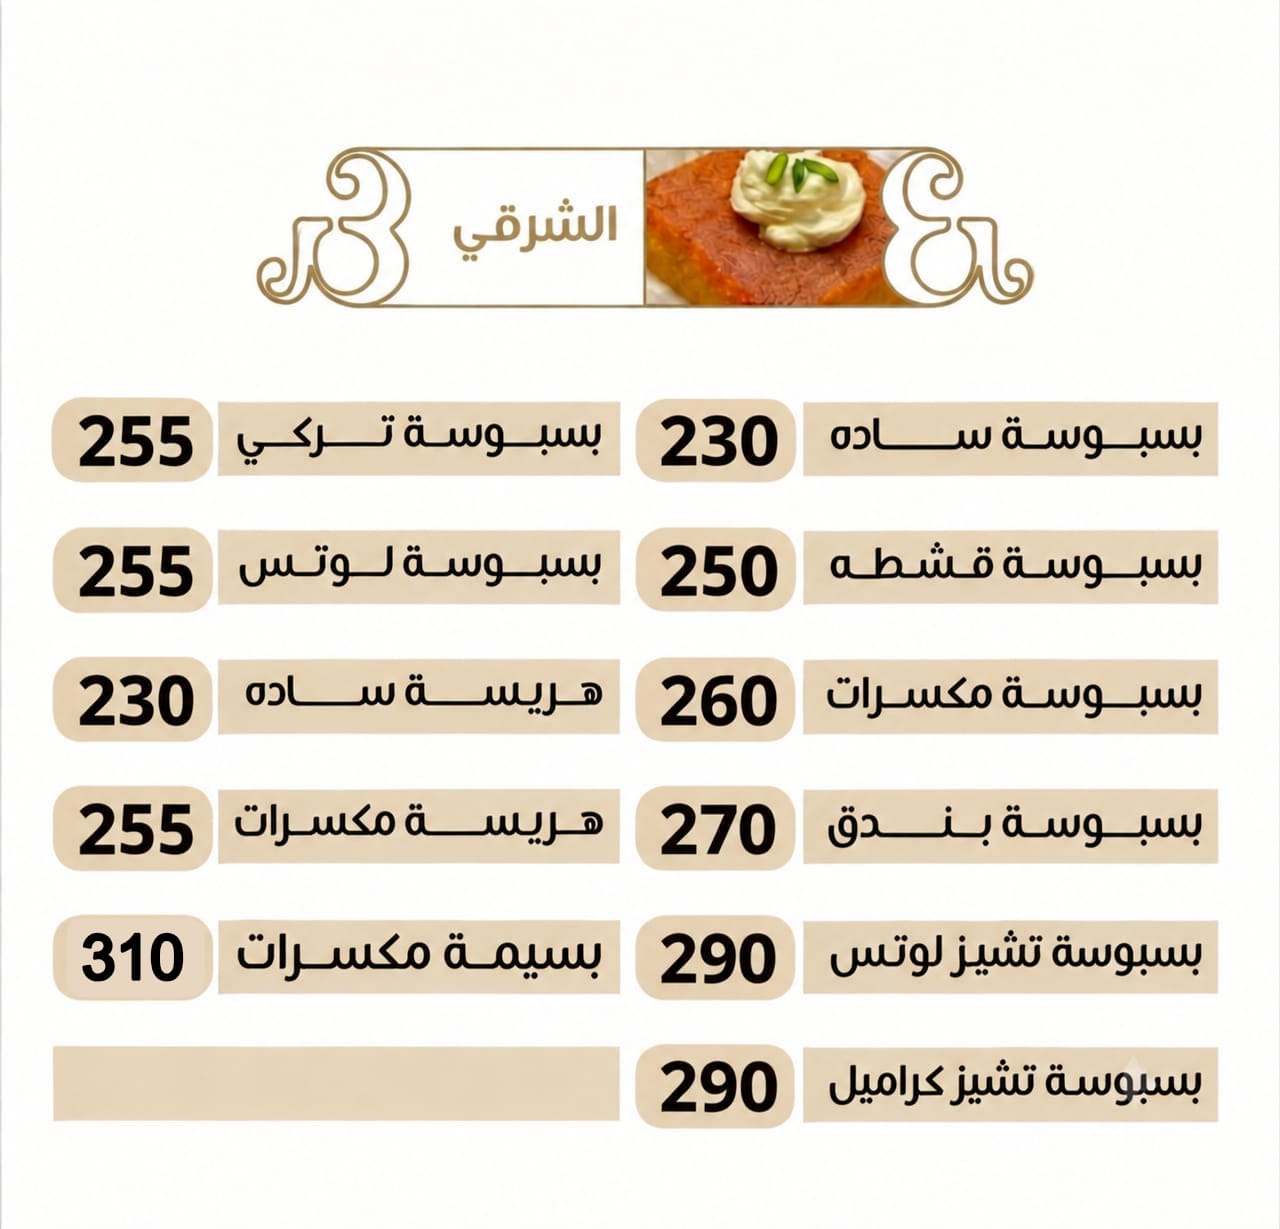 الشرقي
بسبوسة ساده 230
بسبوسة تركي 255
بسبوسة قشطه 250
بسبوسة لوتس 255
بسبوسة مكسرات 260
هريسة ساده 230
بسبوسة بندق 270
هريسة مكسرات 255
بسبوسة تشيز لوتس 290
بسيمة مكسرات 310
بسبوسة تشيز كراميل 290